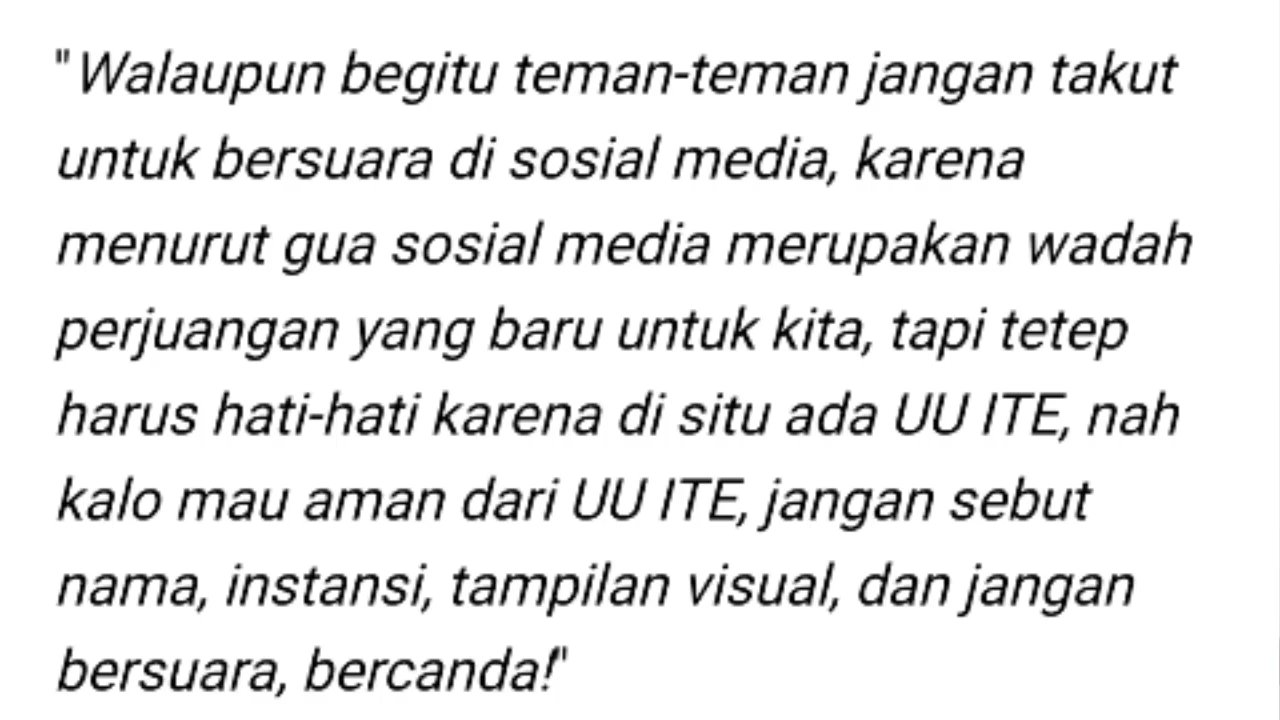 "Walaupun begitu teman-teman jangan takut
untuk bersuara di sosial media, karena
menurut gua sosial media merupakan wadah
perjuangan yang baru untuk kita, tapi tetep
harus hati-hati karena di situ ada UU ITE, nah
kalo mau aman dari UU ITE, jangan sebut
nama, instansi, tampilan visual, dan jangan
bersuara, bercanda!"